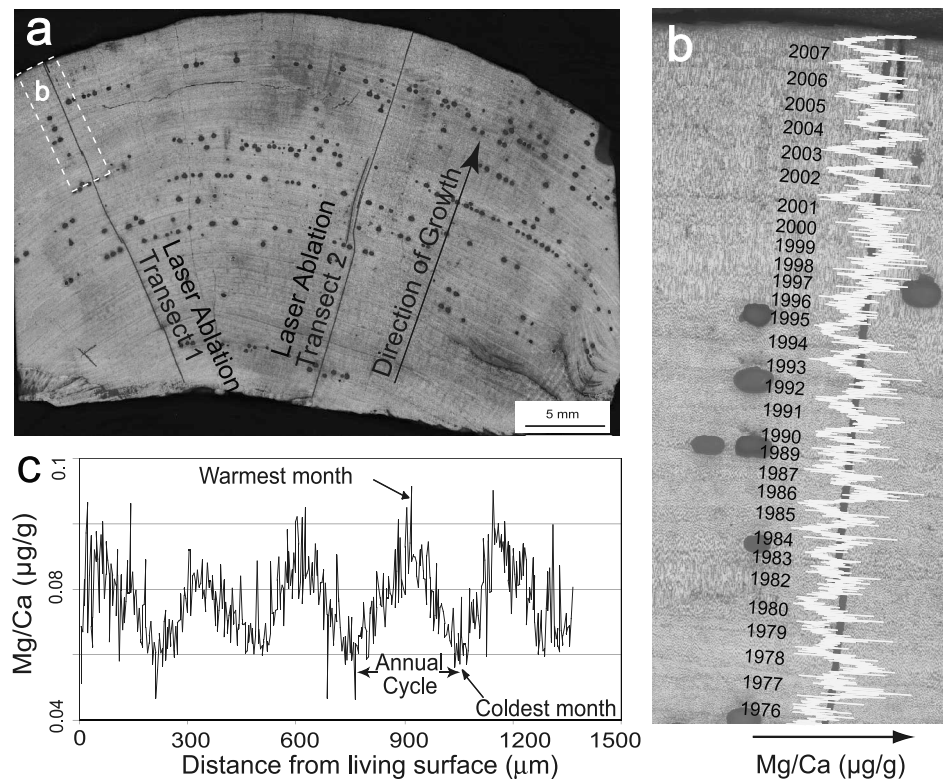 a
b
Laser Ablation
Transect 1
Laser Ablation
Transect 2
Direction of Growth
5 mm
b
2007
2006
2005
2004
2003
2002
2001
2000
1999
1998
1997
1996
1995
1994
1993
1992
1991
1990
1989
1987
1986
1985
1984
1983
1982
1980
1979
1978
1977
1976
Mg/Ca (µg/g)
c
0.1
0.08
0.04
Mg/Ca (µg/g)
Warmest month
Annual
Cycle
Coldest month
0
300
600
900
1200
1500
Distance from living surface (µm)